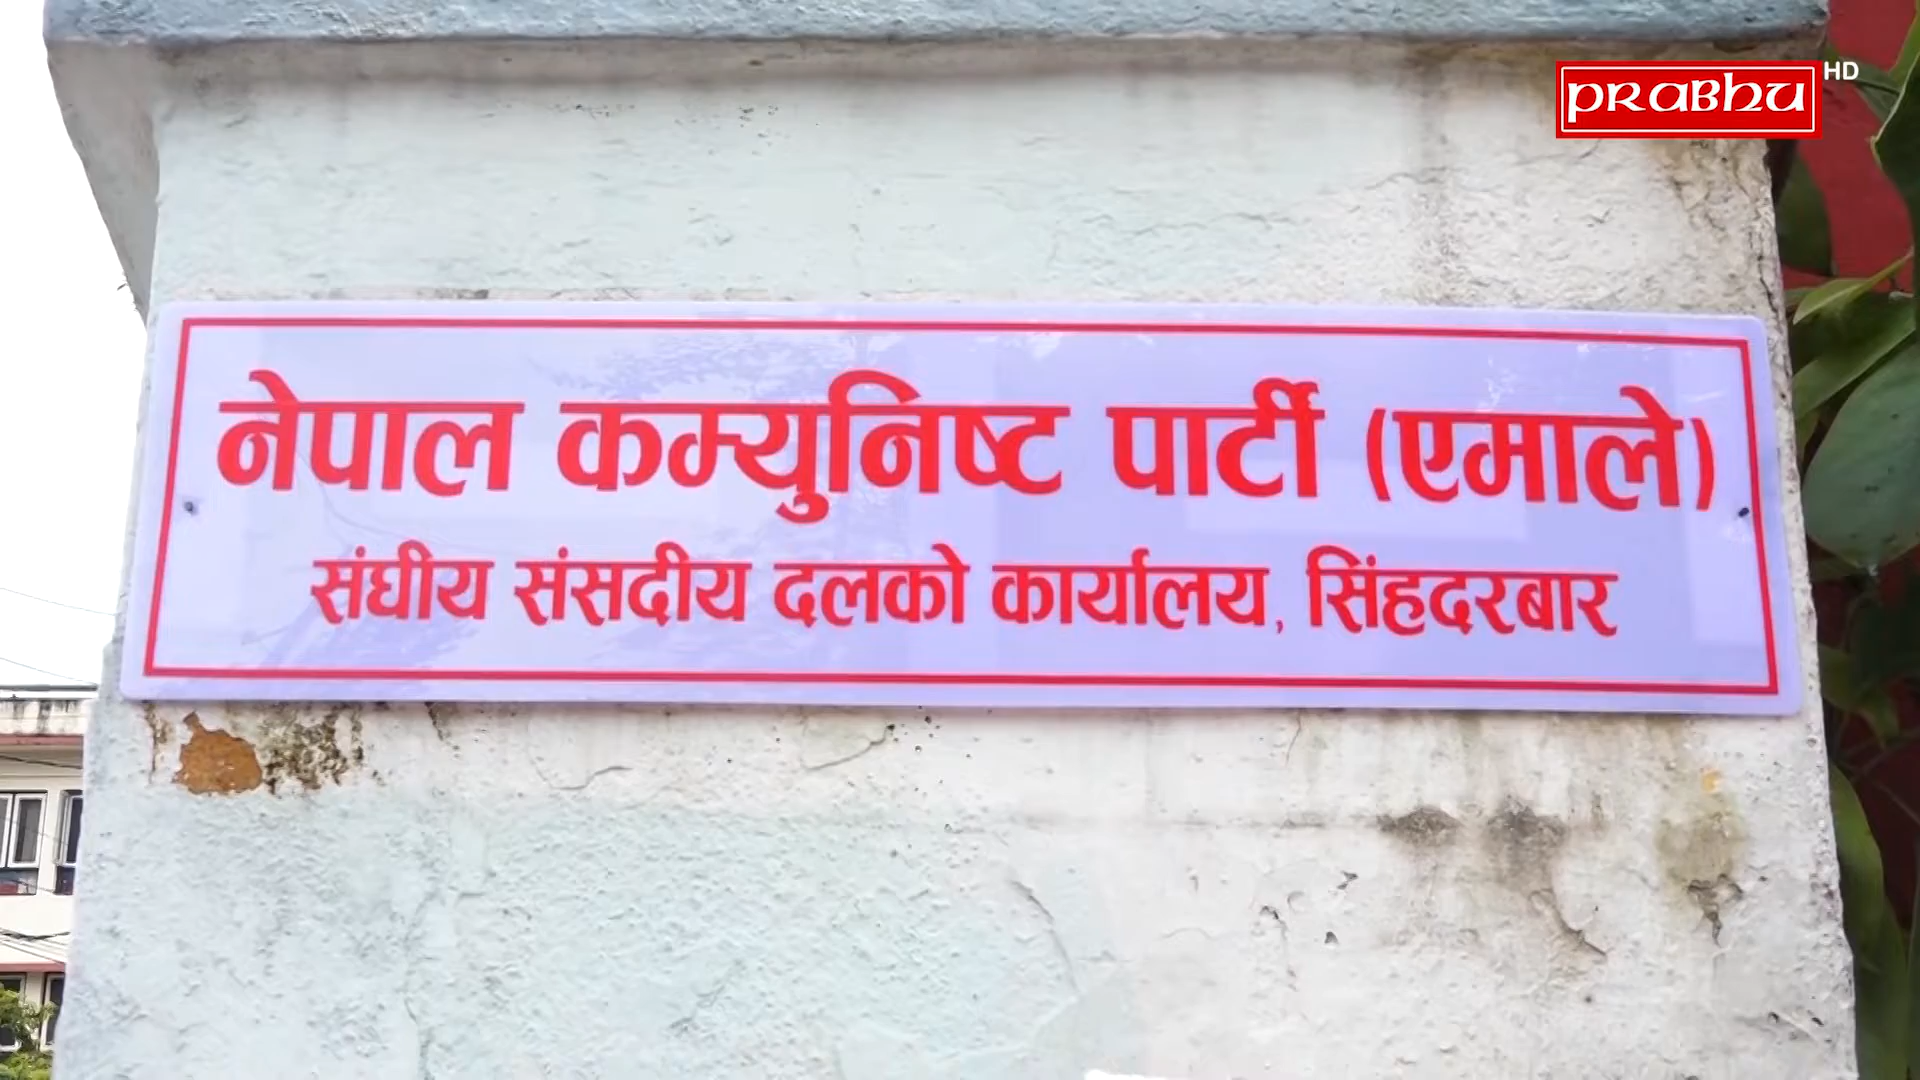 PRABHU HD
नेपाल कम्युनिष्ट पार्टी (एमाले)
संघीय संसदीय दलको कार्यालय, सिंहदरबार